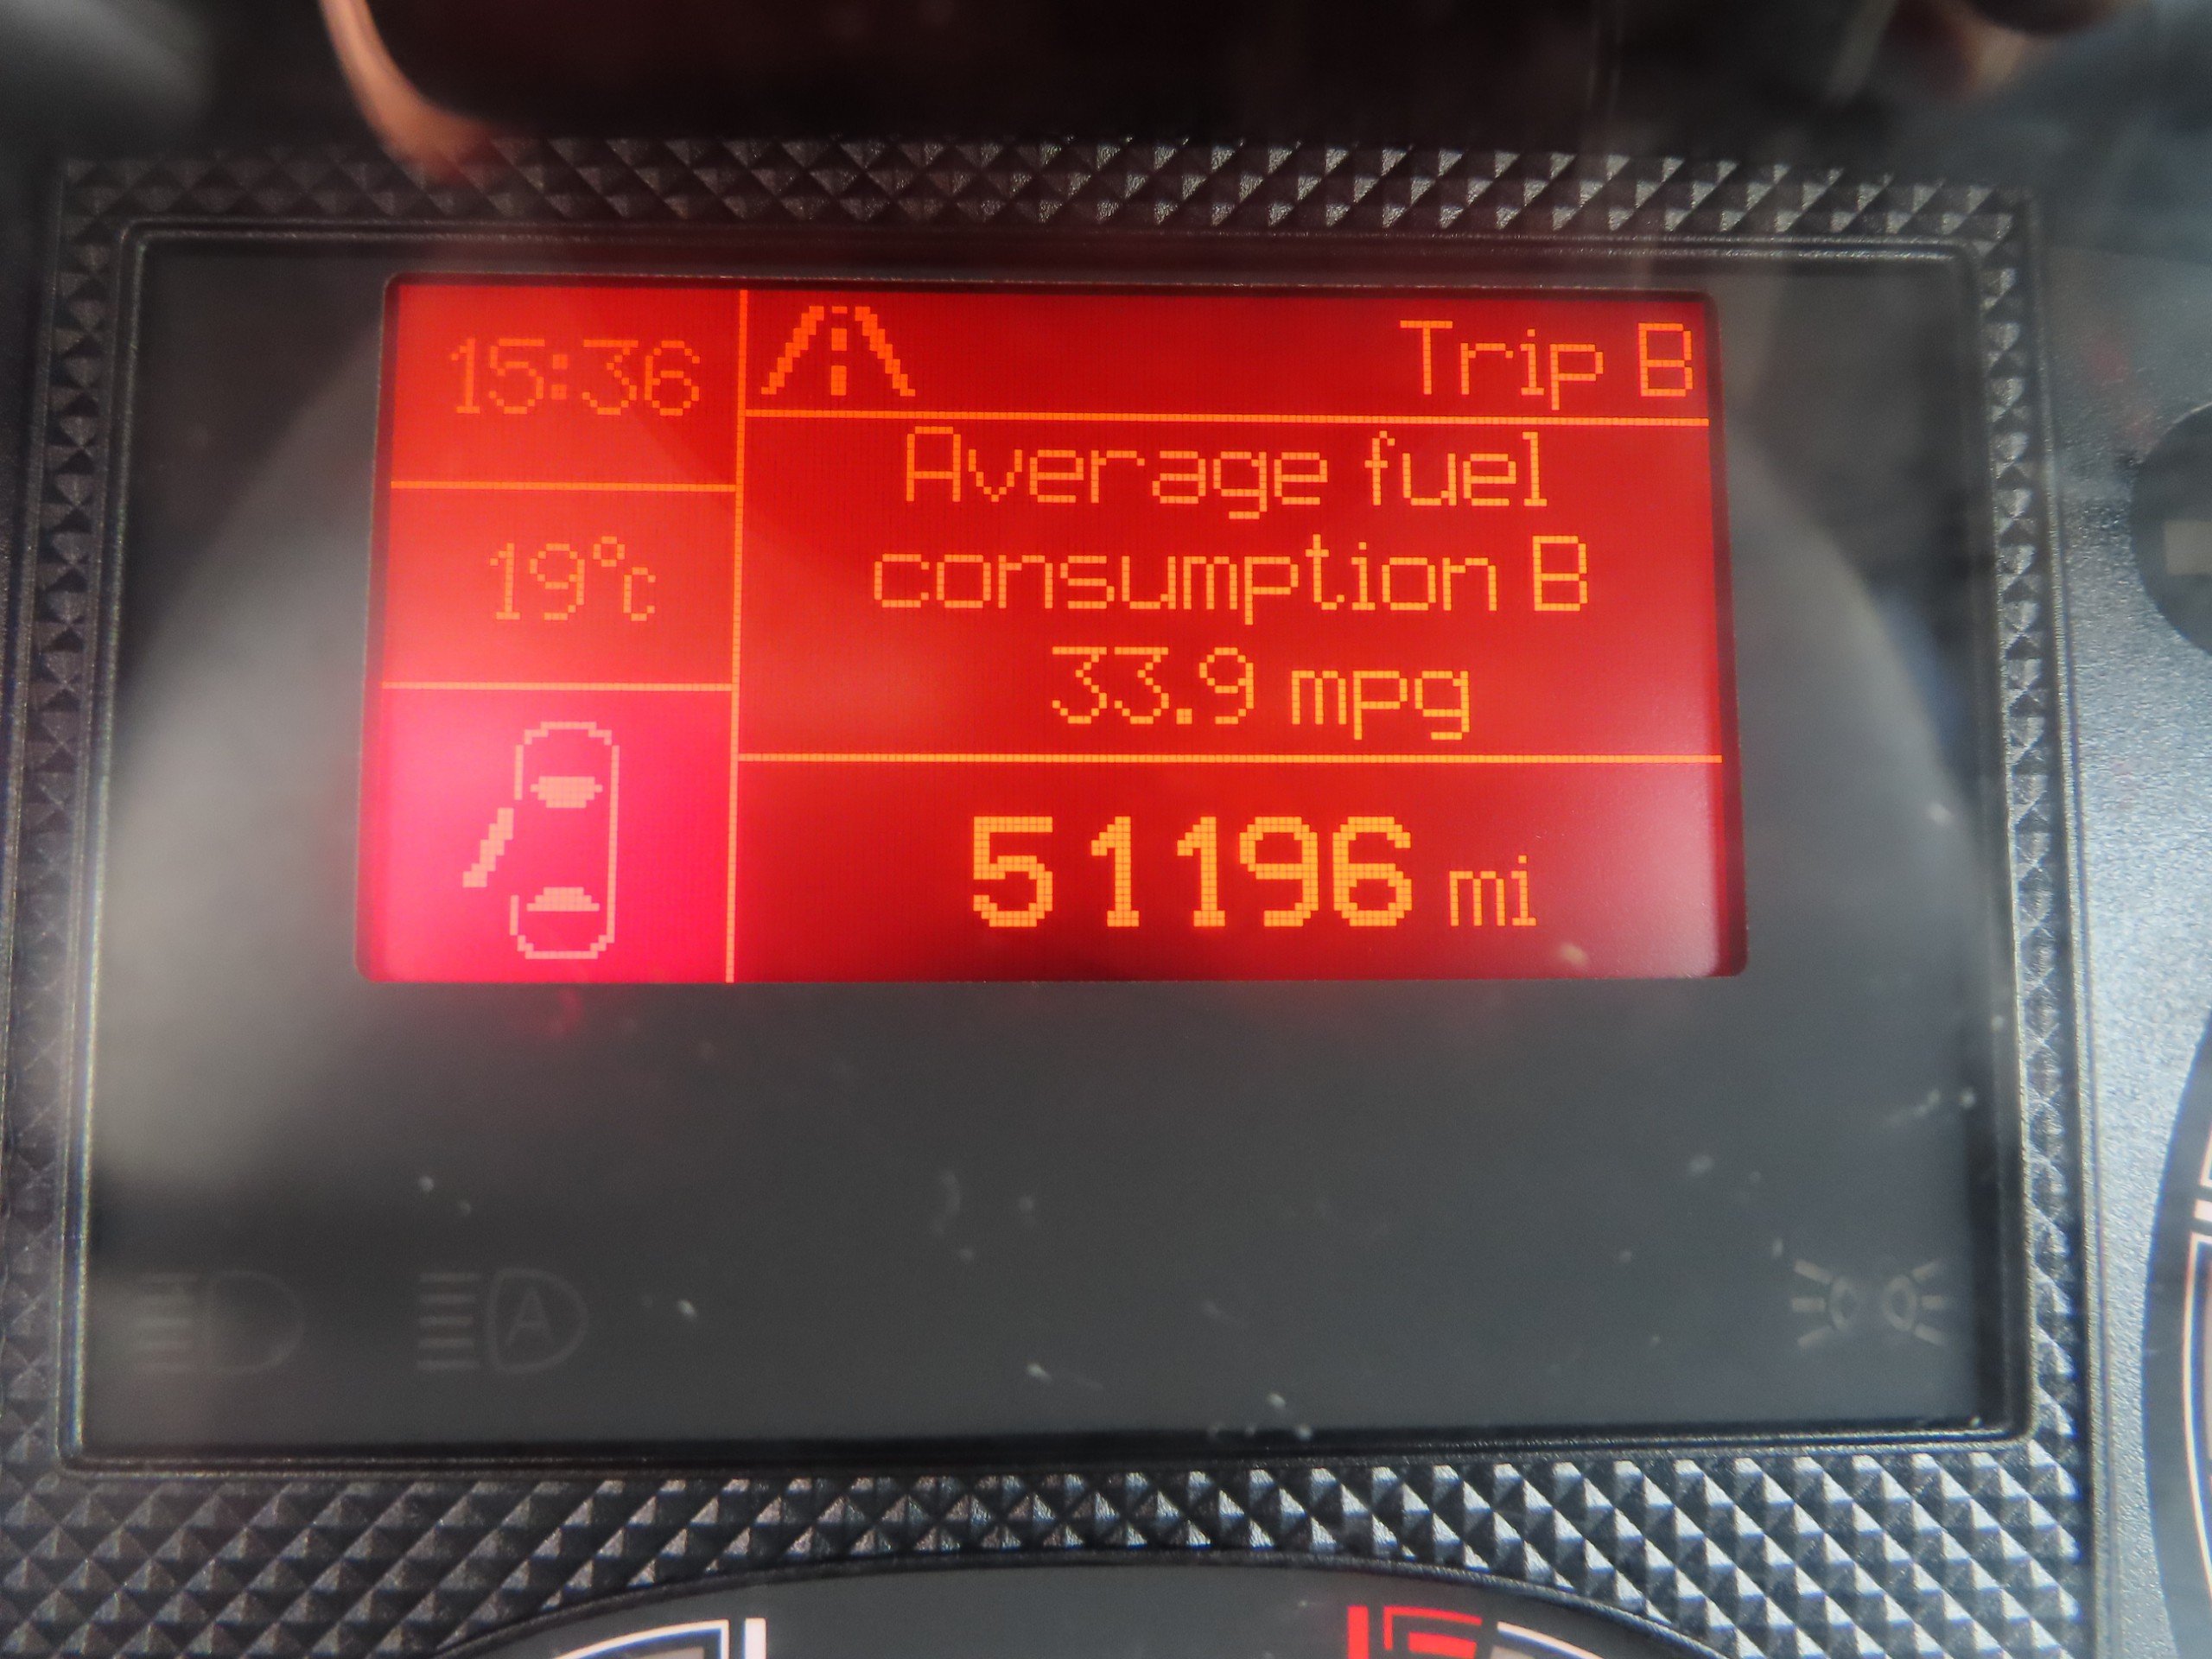 15:36
19°c
Trip B
Average fuel
consumption B
33.9 mpg
51196 mi
A